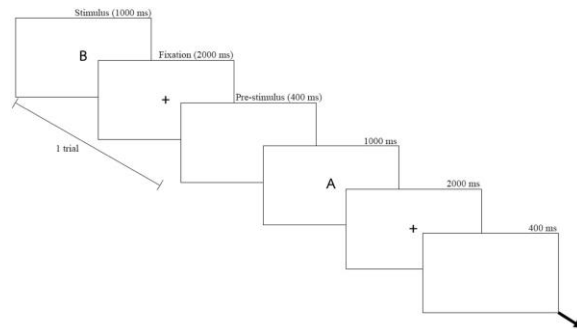 Stimulus (1000 ms)
B
Fixation (2000 ms)
+
Pre-stimulus (400 ms)
1 trial
1000 ms
A
2000 ms
+
400 ms